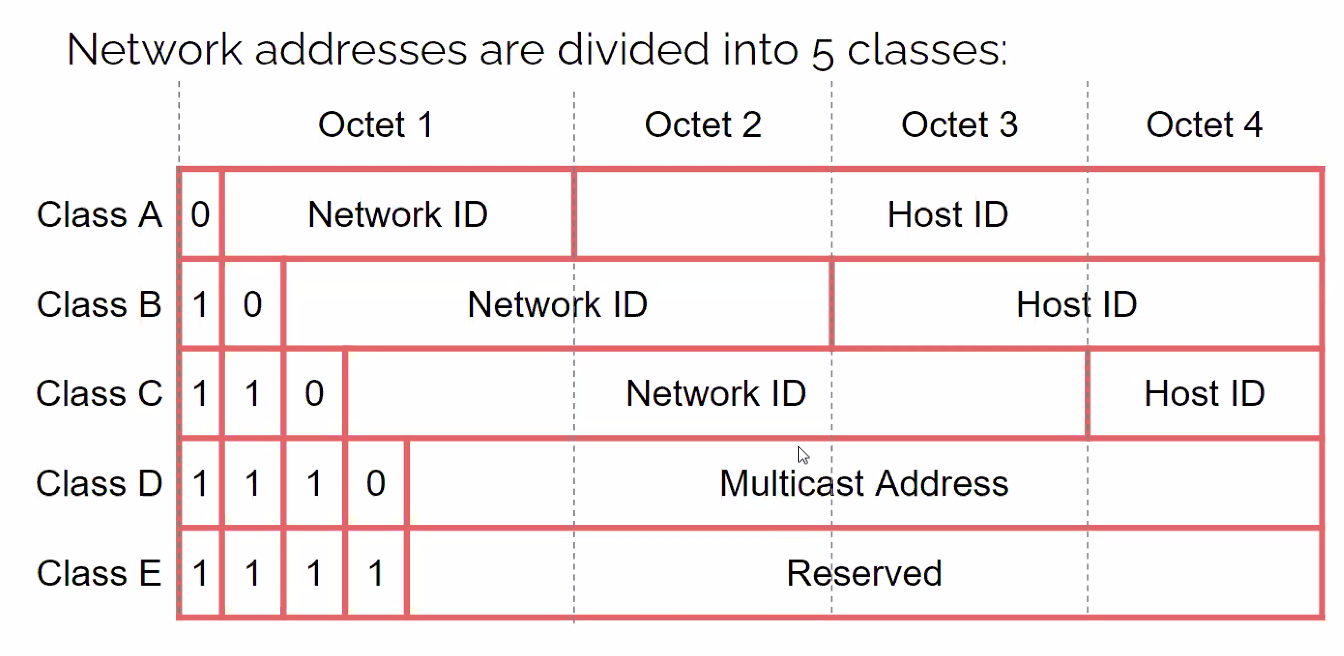 Network addresses are divided into 5 classes:
Octet 1 Octet 2 Octet 3 Octet 4
Class A 0 Network ID Host ID
Class B 1 0 Network ID Host ID
Class C 1 1 0 Network ID Host ID
Class D 1 1 1 0 Multicast Address
Class E 1 1 1 1 Reserved